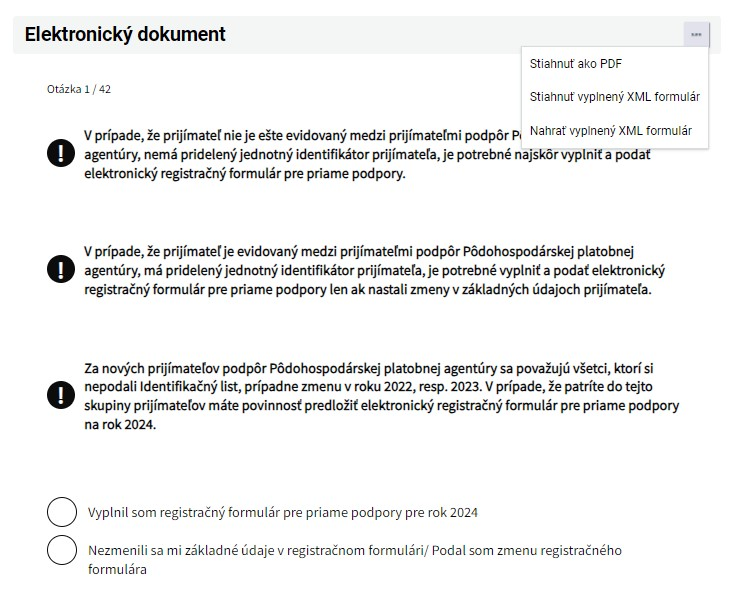 Elektronický dokument
Stiahnuť ako PDF
Stiahnuť vyplnený XML formulár
Nahrať vyplnený XML formulár
Otázka 1 / 42
V prípade, že prijímateľ nie je ešte evidovaný medzi prijímateľmi podpôr
agentúry, nemá pridelený jednotný identifikátor prijímateľa, je potrebné najskôr vyplniť a podať
elektronický registračný formulár pre priame podpory.
V prípade, že prijímateľ je evidovaný medzi prijímateľmi podpôr Pôdohospodárskej platobnej
agentúry, má pridelený jednotný identifikátor prijímateľa, je potrebné vyplniť a podať elektronický
registračný formulár pre priame podpory len ak nastali zmeny v základných údajoch prijímateľa.
Za nových prijímateľov podpôr Pôdohospodárskej platobnej agentúry sa považujú všetci, ktorí si
nepodali Identifikačný list, prípadne zmenu v roku 2022, resp. 2023. V prípade, že patríte do tejto
skupiny prijímateľov máte povinnosť predložiť elektronický registračný formulár pre priame podpory
na rok 2024.
Vyplnil som registračný formulár pre priame podpory pre rok 2024
Nezmenili sa mi základné údaje v registračnom formulári/ Podal som zmenu registračného
formulára